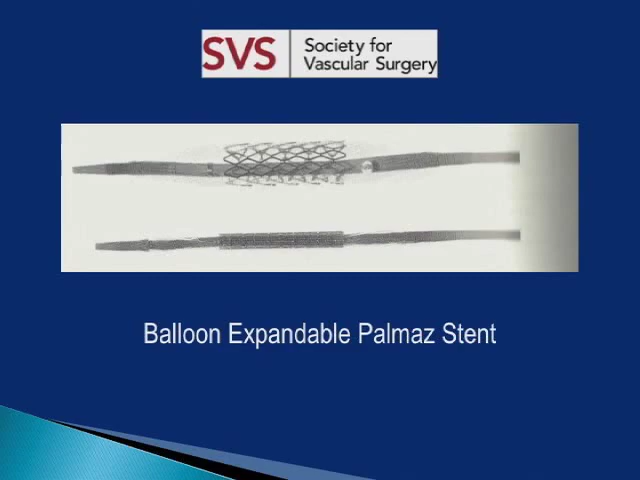 SVS
Society for
Vascular Surgery
Balloon Expandable Palmaz Stent